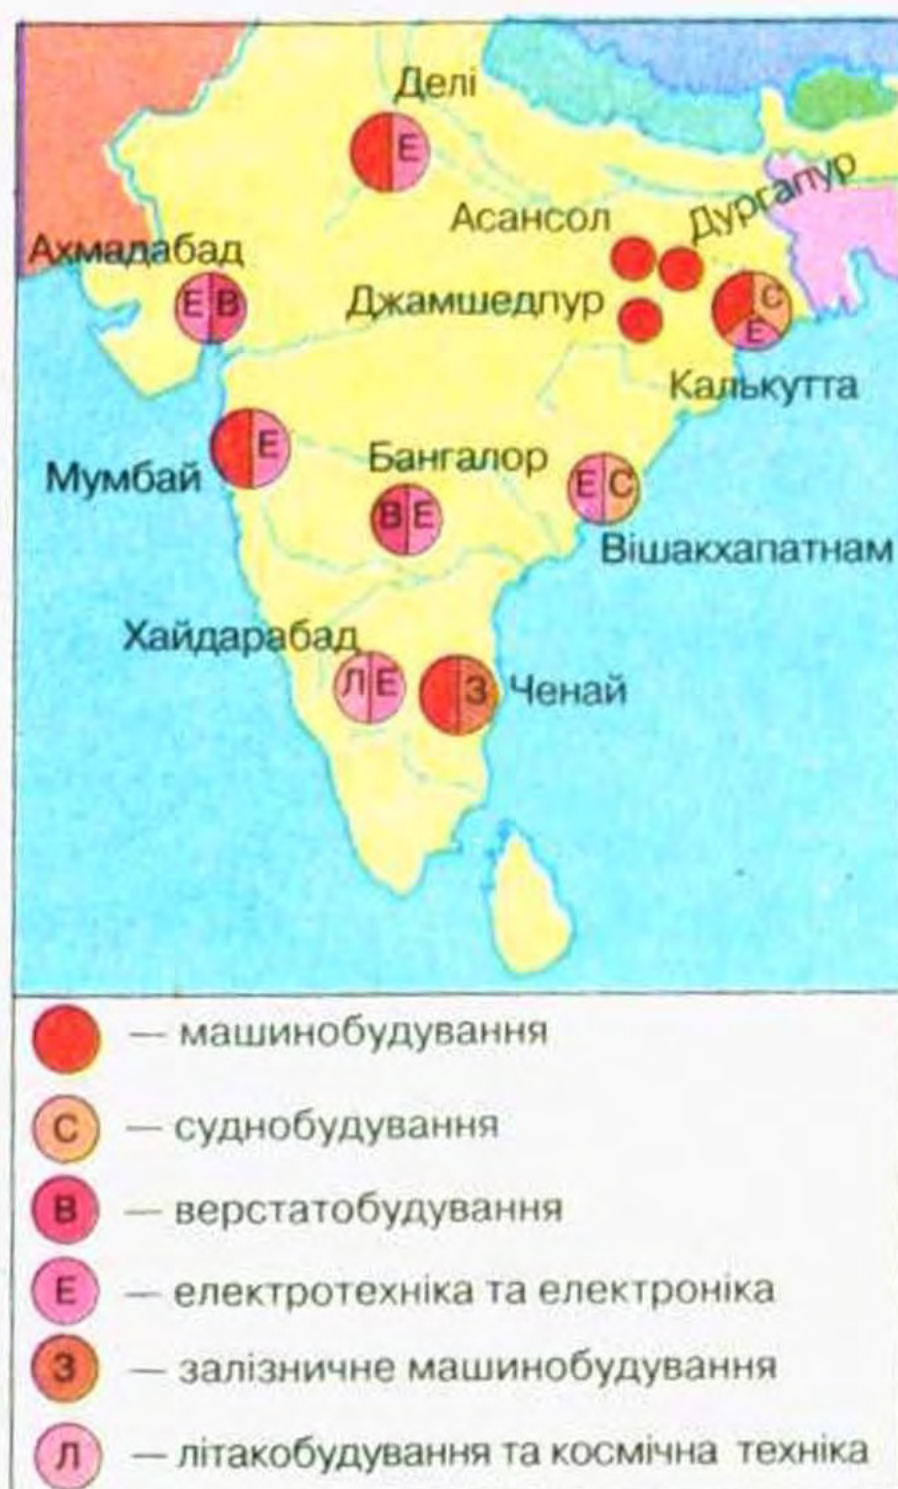 Делі
Е
Дургапур
Асансол
Ахмадабад
Е В
Джамшедпур
С
Е
Калькутта
Е
Мумбай
Бангалор
В Е
Е С
Вішакхапатнам
Хайдарабад
Л Е
З
Ченай
— машинобудування
С — суднобудування
В — верстатобудування
Е — електротехніка та електроніка
З — залізничне машинобудування
Л — літакобудування та космічна техніка